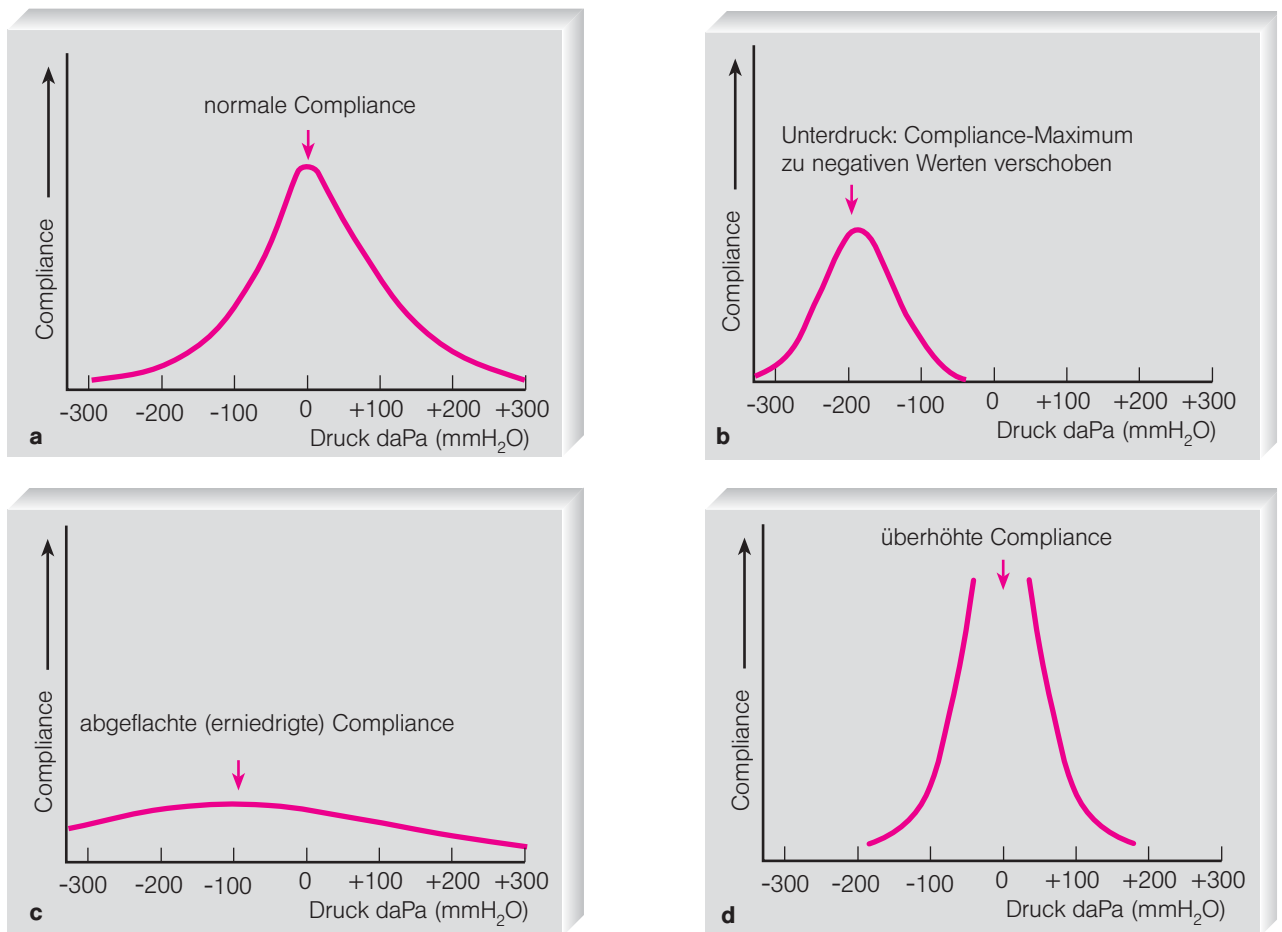 normale Compliance
Compliance
-300 -200 -100 0 +100 +200 +300
Druck daPa (mmH₂O)
a
Unterdruck: Compliance-Maximum
zu negativen Werten verschoben
Compliance
-300 -200 -100 0 +100 +200 +300
Druck daPa (mmH₂O)
b
abgeflachte (erniedrigte) Compliance
Compliance
-300 -200 -100 0 +100 +200 +300
Druck daPa (mmH₂O)
c
überhöhte Compliance
Compliance
-300 -200 -100 0 +100 +200 +300
Druck daPa (mmH₂O)
d